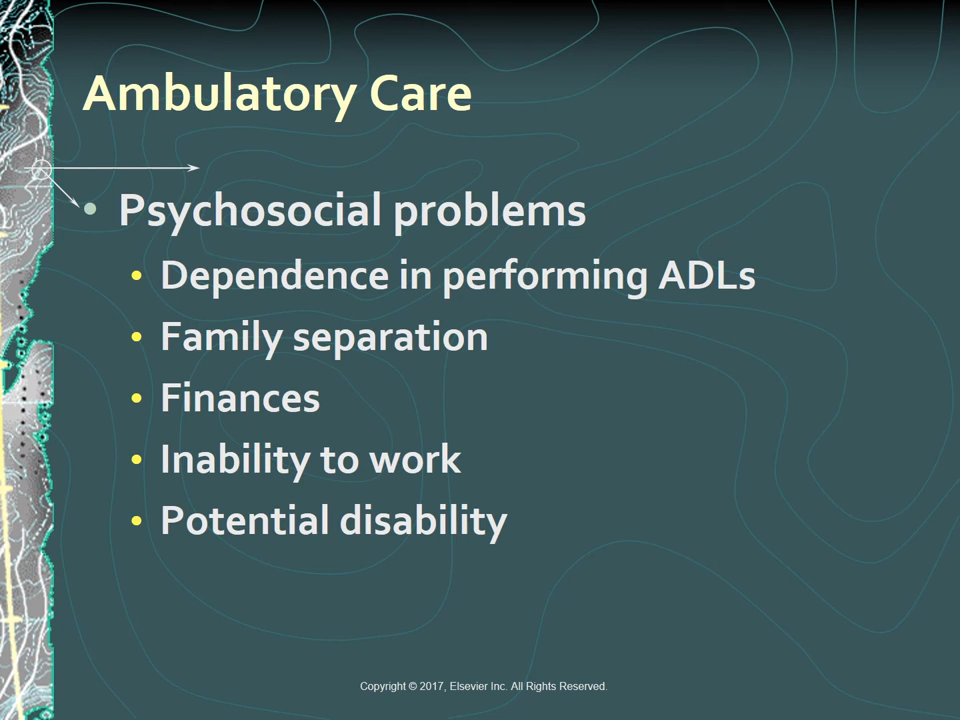 Ambulatory Care
• Psychosocial problems
• Dependence in performing ADLs
• Family separation
• Finances
• Inability to work
• Potential disability
Copyright © 2017, Elsevier Inc. All Rights Reserved.